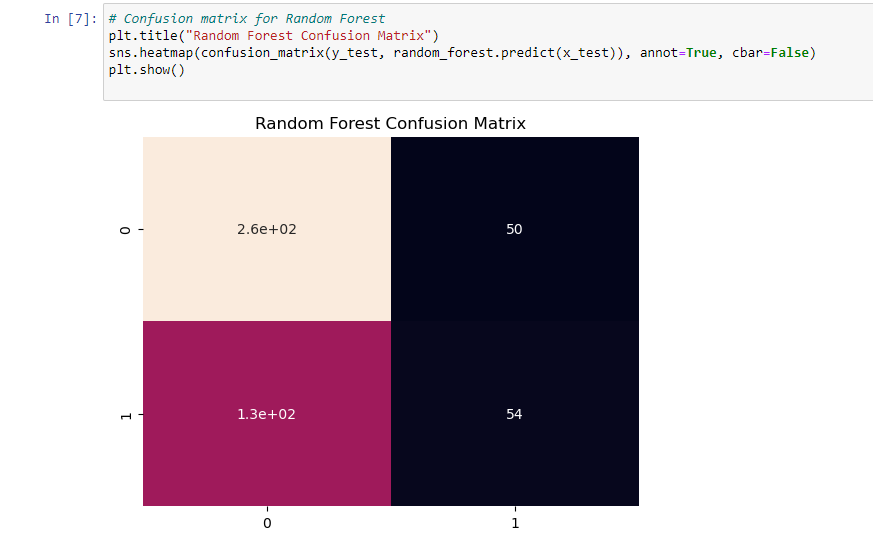 In [7]: # Confusion matrix for Random Forest
plt.title("Random Forest Confusion Matrix")
sns.heatmap(confusion_matrix(y_test, random_forest.predict(x_test)), annot=True, cbar=False)
plt.show()
Random Forest Confusion Matrix
0 2.6e+02 50
1 1.3e+02 54
0 1